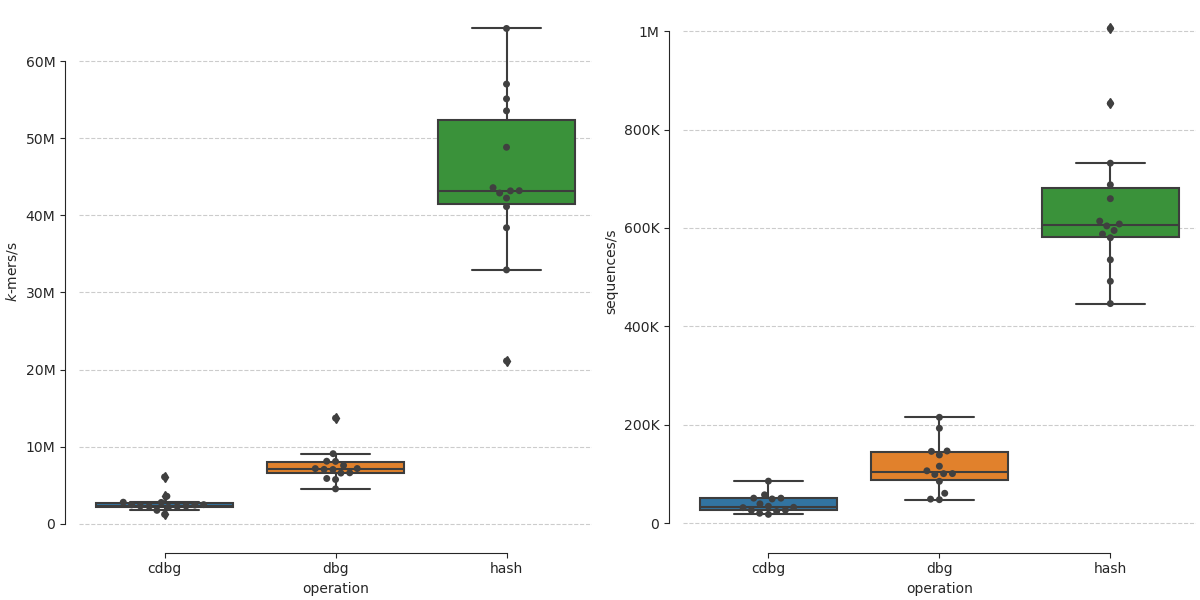 60M
50M
40M
30M
20M
10M
0
k-mers/s
cdbg
dbg
hash
operation
1M
800K
600K
400K
200K
0
sequences/s
cdbg
dbg
hash
operation